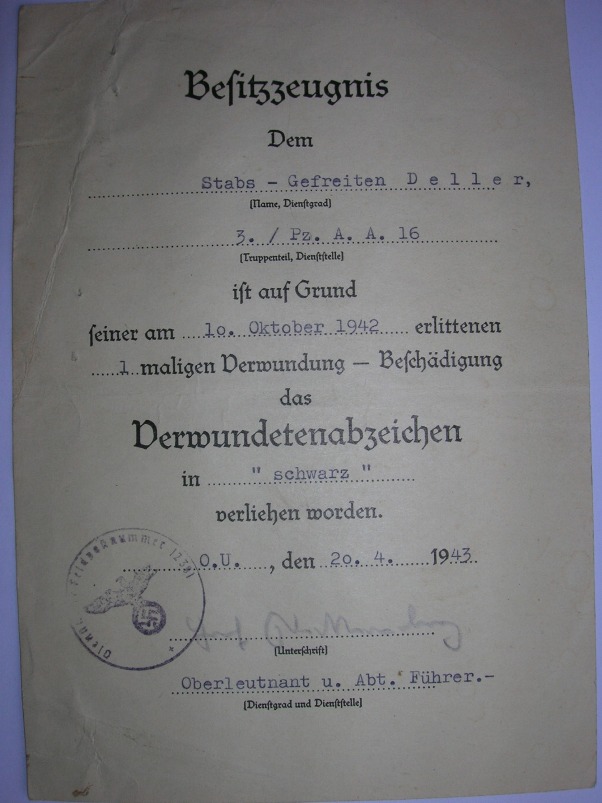 Besitzzeugnis
Dem
Stabs - Gefreiten D e l l e r,
(Name, Dienstgrad)
3. / Pz. A. A. 16
(Truppenteil, Dienststelle)
ist auf Grund
seiner am 10. Oktober 1942 erlittenen
1 maligen Verwundung — Beschädigung
das
Verwundetenabzeichen
in " schwarz "
verliehen worden.
O.U. , den 20. 4. 1943
(Unterschrift)
Oberleutnant u. Abt. Führer.-
(Dienstgrad und Dienststelle)